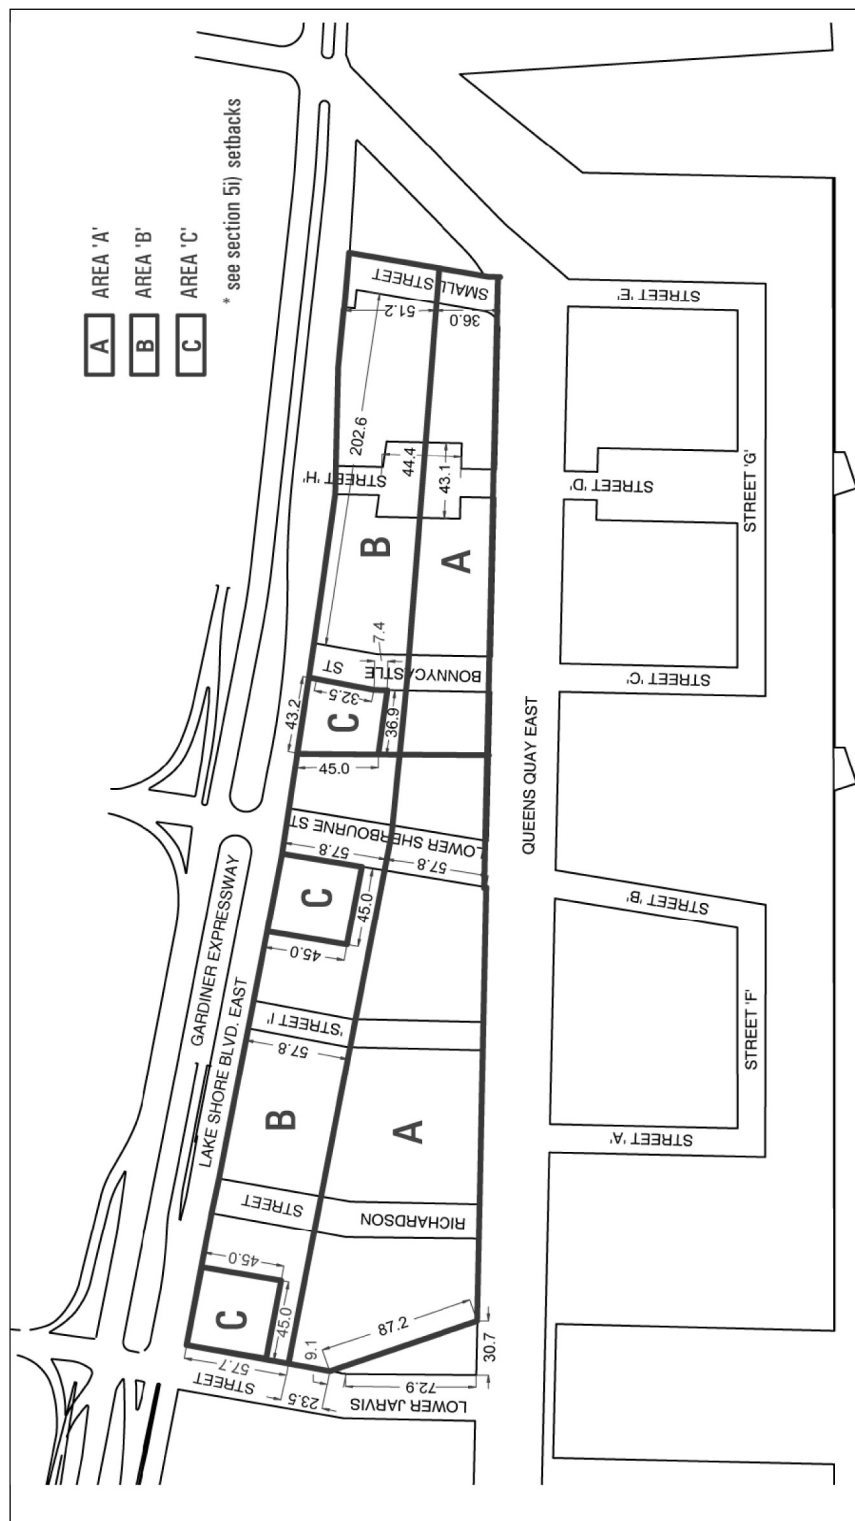 A AREA 'A'
B AREA 'B'
C AREA 'C'
* see section 5i) setbacks
SMALL STREET
51.2
36.0
202.6
STREET 'H'
44.4
43.1
B
A
7.4
BONNYCASTLE ST
32.5
43.2
C
36.9
45.0
LOWER SHERBOURNE ST
57.8
57.8
C
45.0
45.0
GARDINER EXPRESSWAY
LAKE SHORE BLVD. EAST
'STREET I'
57.8
B
A
RICHARDSON STREET
45.0
C
45.0
57.7
9.1
87.2
30.7
72.9
23.5
LOWER JARVIS STREET
QUEENS QUAY EAST
STREET 'E'
STREET 'D'
STREET 'G'
STREET 'C'
STREET 'B'
STREET 'F'
STREET 'A'